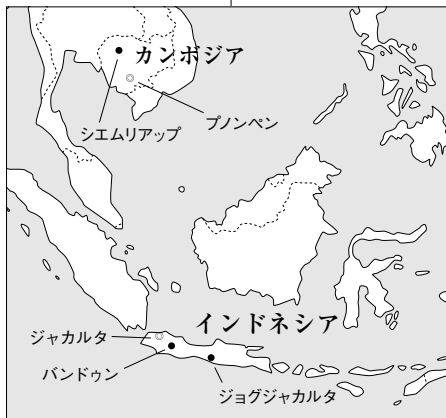 カンボジア
シエムリアップ
プノンペン
インドネシア
ジャカルタ
バンドゥン
ジョグジャカルタ